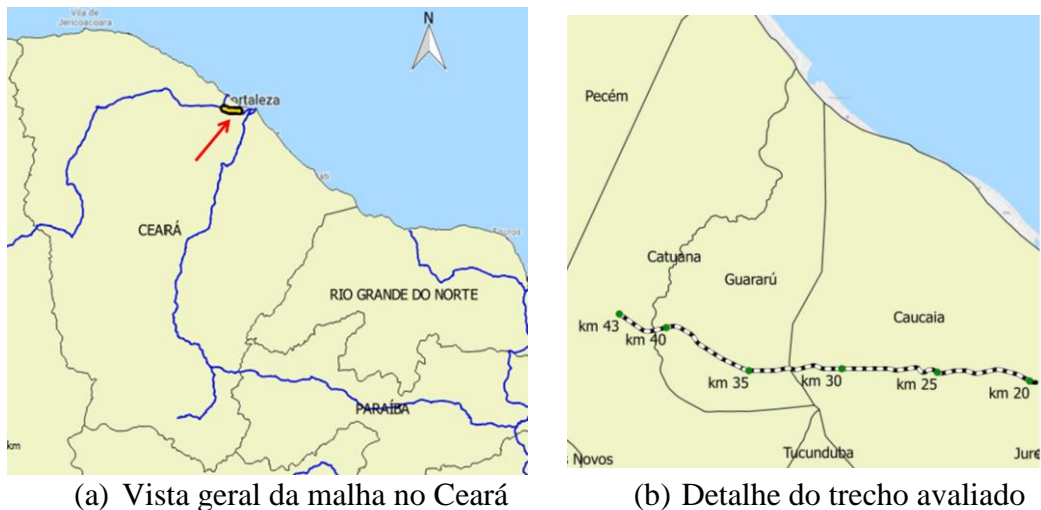 Vila de
Jericoacoara
N
ortaleza
CEARÁ
RIO GRANDE DO NORTE
PARAÍBA
km
Pecém
Catuana
Guararú
Caucaia
km 43
km 40
km 35
km 30
km 25
km 20
Tucunduba
s Novos
Jure
(a) Vista geral da malha no Ceará
(b) Detalhe do trecho avaliado